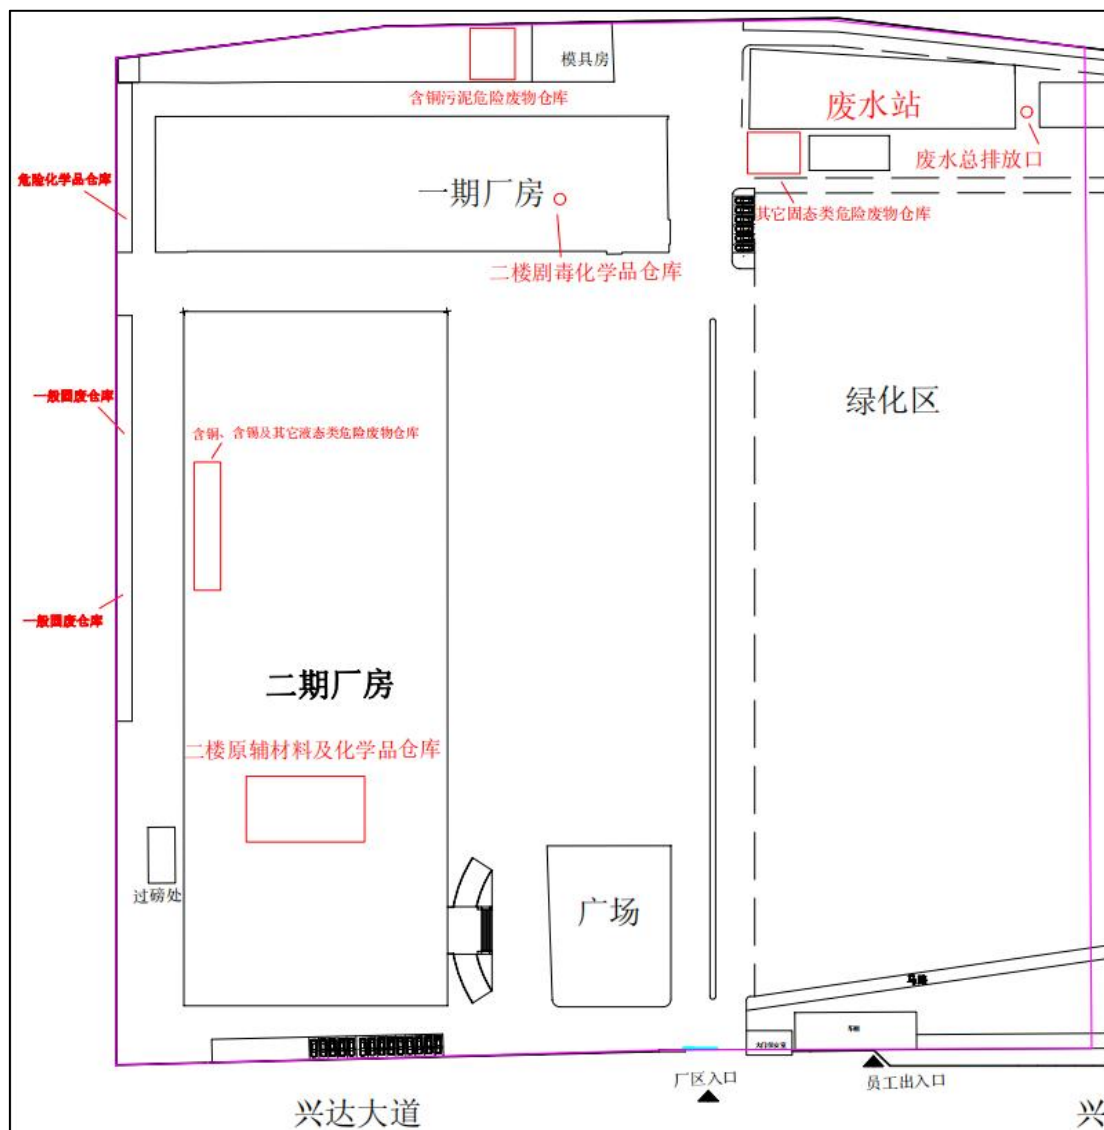 模具房
含铜污泥危险废物仓库
废水站
废水总排放口
危险化学品仓库
一期厂房
其它固态类危险废物仓库
二楼剧毒化学品仓库
一般固废仓库
绿化区
含铜、含锡及其它液态类危险废物仓库
一般固废仓库
二期厂房
二楼原辅材料及化学品仓库
过磅处
广场
马路
厂区入口
员工出入口
兴达大道
兴